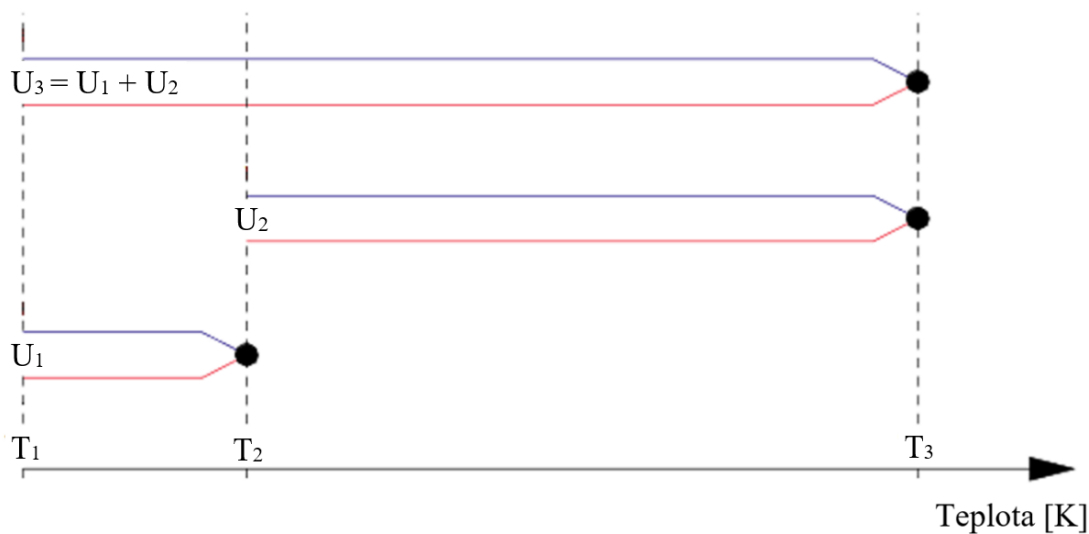 U₃ = U₁ + U₂
U₂
U₁
T₁ T₂ T₃
Teplota [K]